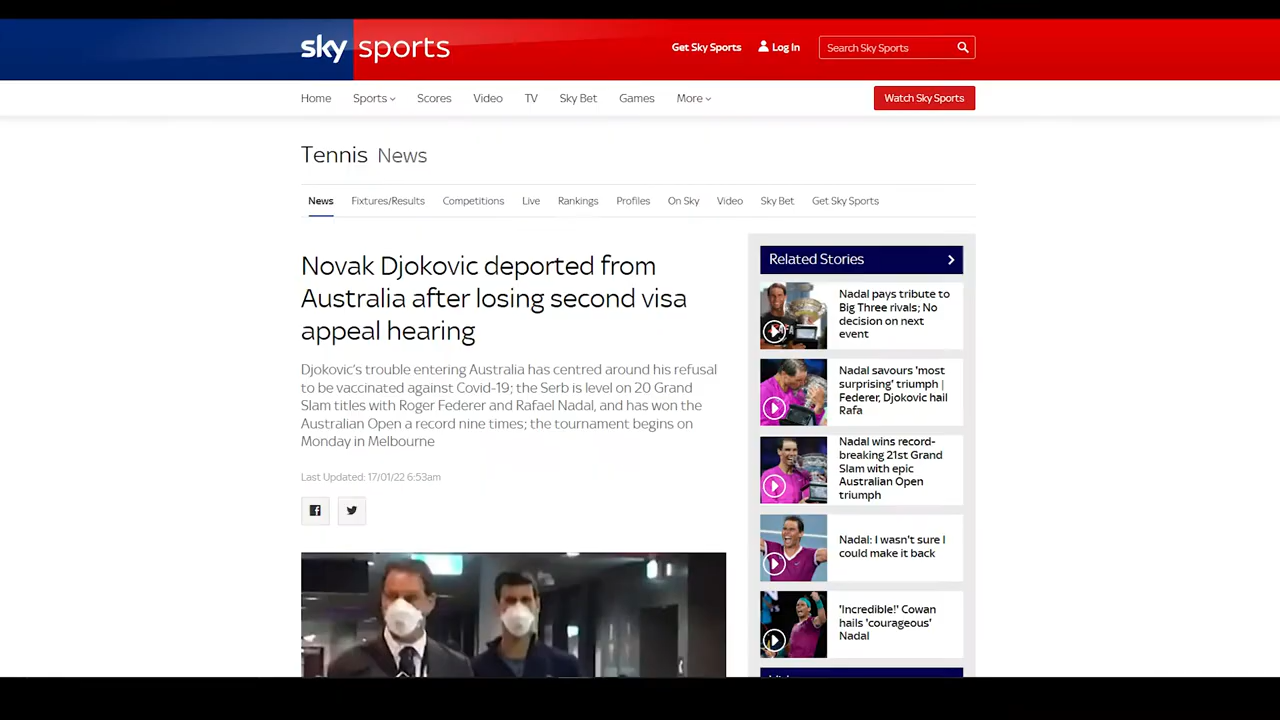 sky sports
Get Sky Sports
Log In
Search Sky Sports
Home
Sports
Scores
Video
TV
Sky Bet
Games
More
Watch Sky Sports
Tennis News
News
Fixtures/Results
Competitions
Live
Rankings
Profiles
On Sky
Video
Sky Bet
Get Sky Sports
Novak Djokovic deported from
Australia after losing second visa
appeal hearing
Djokovic's trouble entering Australia has centred around his refusal
to be vaccinated against Covid-19; the Serb is level on 20 Grand
Slam titles with Roger Federer and Rafael Nadal, and has won the
Australian Open a record nine times; the tournament begins on
Monday in Melbourne
Last Updated: 17/01/22 6:53am
Related Stories
Nadal pays tribute to
Big Three rivals; No
decision on next
event
Nadal savours 'most
surprising' triumph |
Federer, Djokovic hail
Rafa
Nadal wins record-
breaking 21st Grand
Slam with epic
Australian Open
triumph
Nadal: I wasn't sure I
could make it back
'Incredible!' Cowan
hails 'courageous'
Nadal